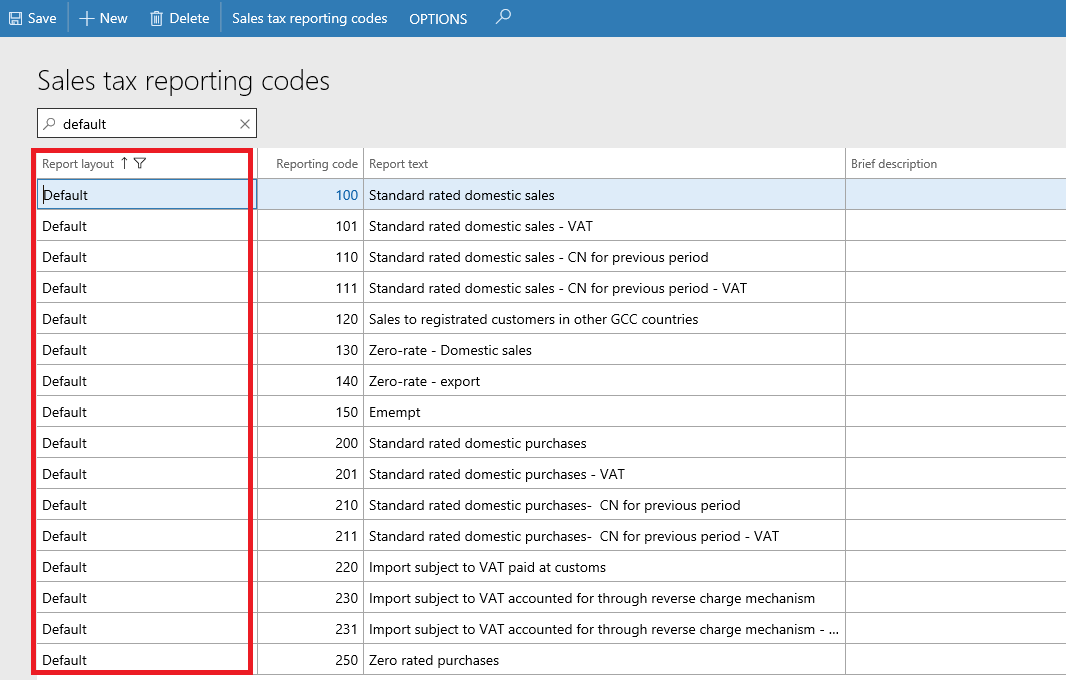 Save New Delete Sales tax reporting codes OPTIONS
Sales tax reporting codes
default
Report layout Reporting code Report text Brief description
Default 100 Standard rated domestic sales
Default 101 Standard rated domestic sales - VAT
Default 110 Standard rated domestic sales - CN for previous period
Default 111 Standard rated domestic sales - CN for previous period - VAT
Default 120 Sales to registrated customers in other GCC countries
Default 130 Zero-rate - Domestic sales
Default 140 Zero-rate - export
Default 150 Emempt
Default 200 Standard rated domestic purchases
Default 201 Standard rated domestic purchases - VAT
Default 210 Standard rated domestic purchases-  CN for previous period
Default 211 Standard rated domestic purchases-  CN for previous period - VAT
Default 220 Import subject to VAT paid at customs
Default 230 Import subject to VAT accounted for through reverse charge mechanism
Default 231 Import subject to VAT accounted for through reverse charge mechanism - ...
Default 250 Zero rated purchases